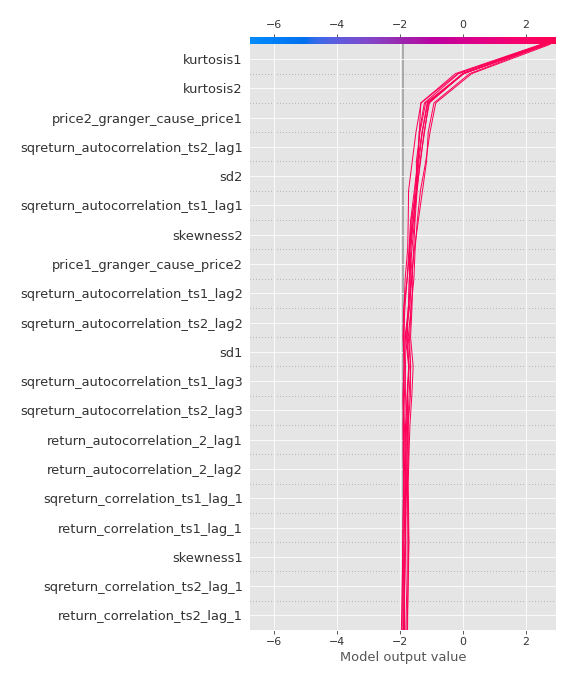 −6 −4 −2 0 2
kurtosis1
kurtosis2
price2_granger_cause_price1
sqreturn_autocorrelation_ts2_lag1
sd2
sqreturn_autocorrelation_ts1_lag1
skewness2
price1_granger_cause_price2
sqreturn_autocorrelation_ts1_lag2
sqreturn_autocorrelation_ts2_lag2
sd1
sqreturn_autocorrelation_ts1_lag3
sqreturn_autocorrelation_ts2_lag3
return_autocorrelation_2_lag1
return_autocorrelation_2_lag2
sqreturn_correlation_ts1_lag_1
return_correlation_ts1_lag_1
skewness1
sqreturn_correlation_ts2_lag_1
return_correlation_ts2_lag_1
−6 −4 −2 0 2
Model output value